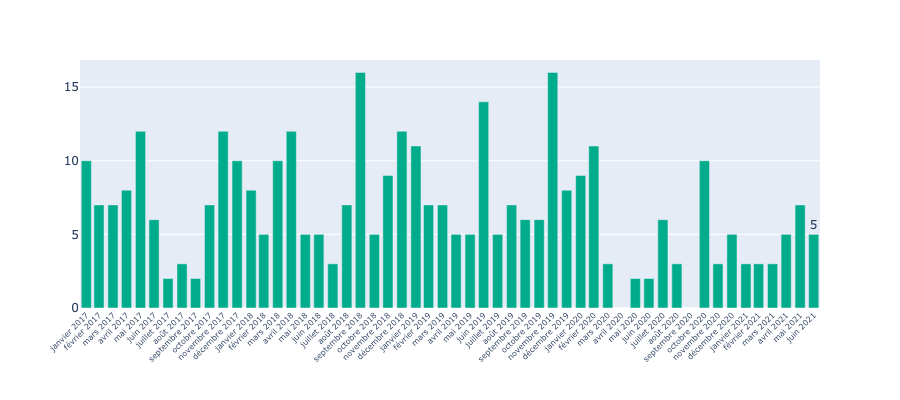 15
10
5
0
5
janvier 2017
février 2017
mars 2017
avril 2017
mai 2017
juin 2017
juillet 2017
août 2017
septembre 2017
octobre 2017
novembre 2017
décembre 2017
janvier 2018
février 2018
mars 2018
avril 2018
mai 2018
juin 2018
juillet 2018
août 2018
septembre 2018
octobre 2018
novembre 2018
décembre 2018
janvier 2019
février 2019
mars 2019
avril 2019
mai 2019
juin 2019
juillet 2019
août 2019
septembre 2019
octobre 2019
novembre 2019
décembre 2019
janvier 2020
février 2020
mars 2020
avril 2020
mai 2020
juin 2020
juillet 2020
août 2020
septembre 2020
octobre 2020
novembre 2020
décembre 2020
janvier 2021
février 2021
mars 2021
avril 2021
mai 2021
juin 2021